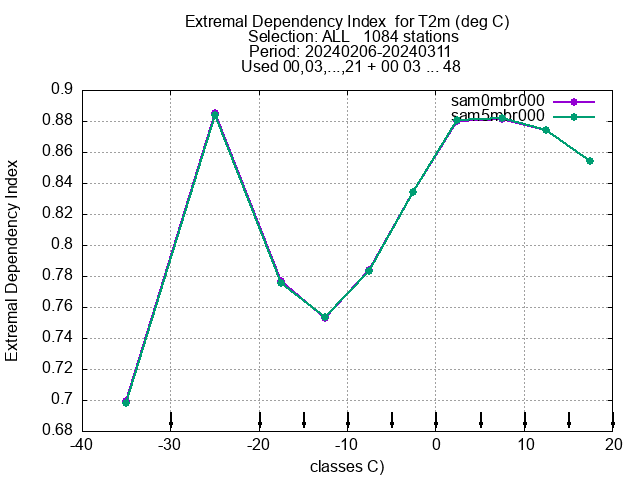 Extremal Dependency Index  for T2m (deg C)
Selection: ALL   1084 stations
Period: 20240206-20240311
Used 00,03,...,21 + 00 03 ... 48
sam0mbr000
sam5mbr000
Extremal Dependency Index
0.9
0.88
0.86
0.84
0.82
0.8
0.78
0.76
0.74
0.72
0.7
0.68
-40 -30 -20 -10 0 10 20
classes C)